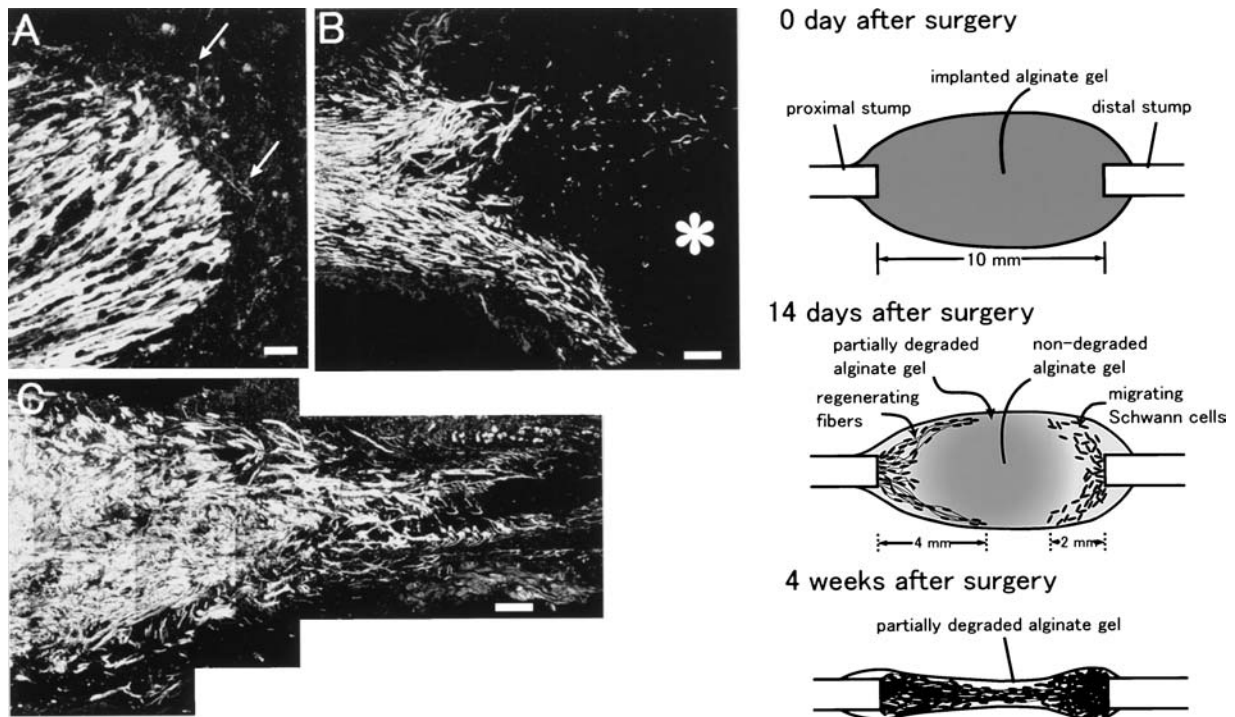 A
B
*
C
0 day after surgery
implanted alginate gel
proximal stump
distal stump
10 mm
14 days after surgery
partially degraded
alginate gel
non-degraded
alginate gel
regenerating
fibers
migrating
Schwann cells
4 mm
2 mm
4 weeks after surgery
partially degraded alginate gel